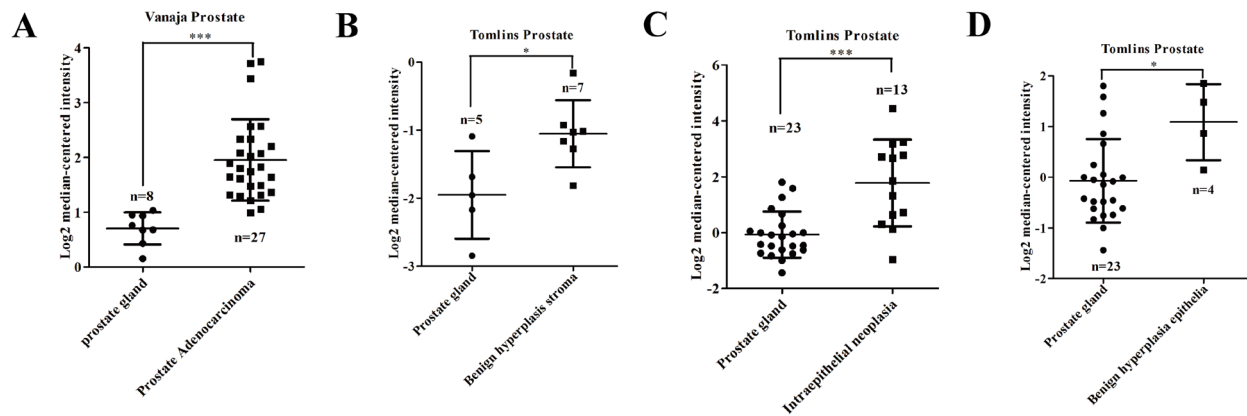 A
Vanaja Prostate
***
Log2 median-centered intensity
4
3
2
1
0
n=8
n=27
prostate gland
Prostate Adenocarcinoma
B
Tomlins Prostate
*
Log2 median-centered intensity
0
-1
-2
-3
n=5
n=7
Prostate gland
Benign hyperplasis stroma
C
Tomlins Prostate
***
Log2 median-centered intensity
6
4
2
0
-2
n=23
n=13
Prostate gland
Intraepithelial neoplasia
D
Tomlins Prostate
*
Log2 median-centered intensity
2
1
0
-1
-2
n=23
n=4
Prostate gland
Benign hyperplasia epithelia